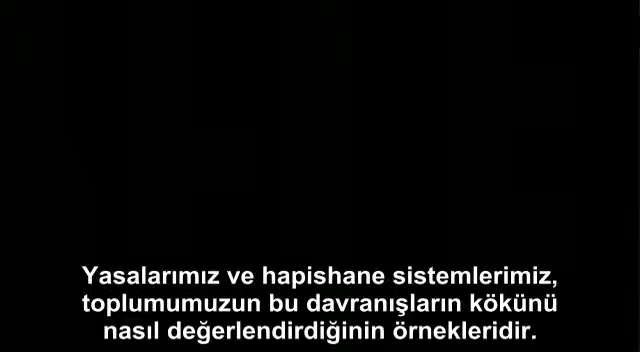 Yasalarımız ve hapishane sistemlerimiz,
toplumumuzun bu davranışların kökünü
nasıl değerlendirdiğinin örnekleridir.